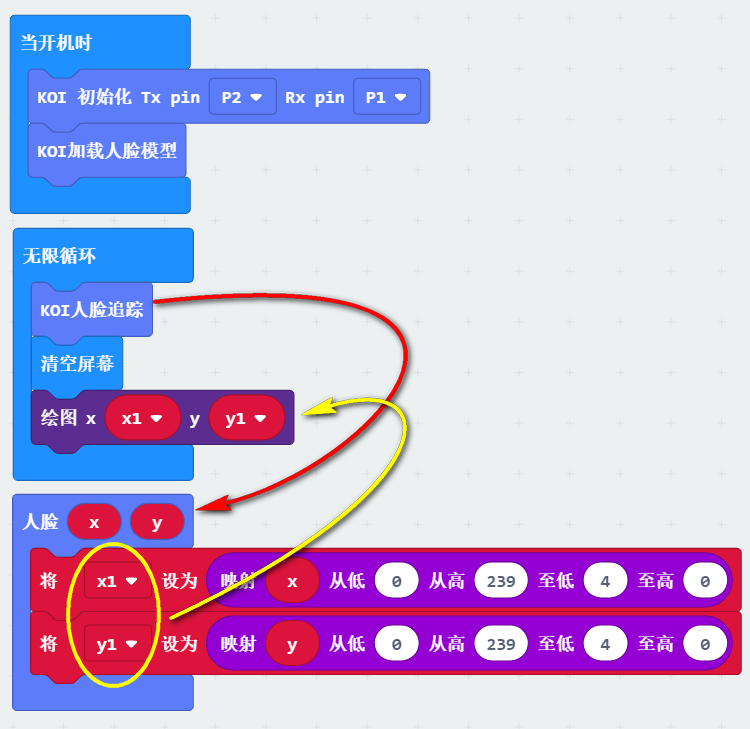 当开机时
KOI 初始化 Tx pin P2 Rx pin P1
KOI加载人脸模型
无限循环
KOI人脸追踪
清空屏幕
绘图 x x1 y y1
人脸 x y
将 x1 设为 映射 x 从低 0 从高 239 至低 4 至高 0
将 y1 设为 映射 y 从低 0 从高 239 至低 4 至高 0